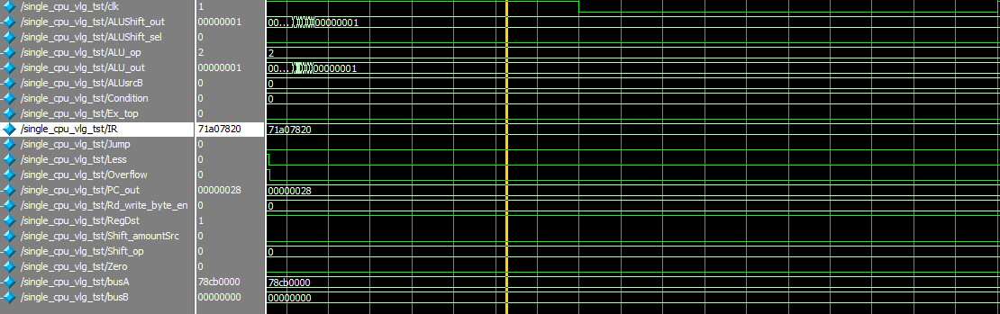 /single_cpu_vlg_tst/clk 1
/single_cpu_vlg_tst/ALUShift_out 00000001 00... 00000001
/single_cpu_vlg_tst/ALUShift_sel 0
/single_cpu_vlg_tst/ALU_op 2 2
/single_cpu_vlg_tst/ALU_out 00000001 00... 00000001
/single_cpu_vlg_tst/ALUsrcB 0 0
/single_cpu_vlg_tst/Condition 0 0
/single_cpu_vlg_tst/Ex_top 0
/single_cpu_vlg_tst/IR 71a07820 71a07820
/single_cpu_vlg_tst/Jump 0
/single_cpu_vlg_tst/Less 0
/single_cpu_vlg_tst/Overflow 0
/single_cpu_vlg_tst/PC_out 00000028 00000028
/single_cpu_vlg_tst/Rd_write_byte_en 0 0
/single_cpu_vlg_tst/RegDst 1
/single_cpu_vlg_tst/Shift_amountSrc 0
/single_cpu_vlg_tst/Shift_op 0 0
/single_cpu_vlg_tst/Zero 0
/single_cpu_vlg_tst/busA 78cb0000 78cb0000
/single_cpu_vlg_tst/busB 00000000 00000000